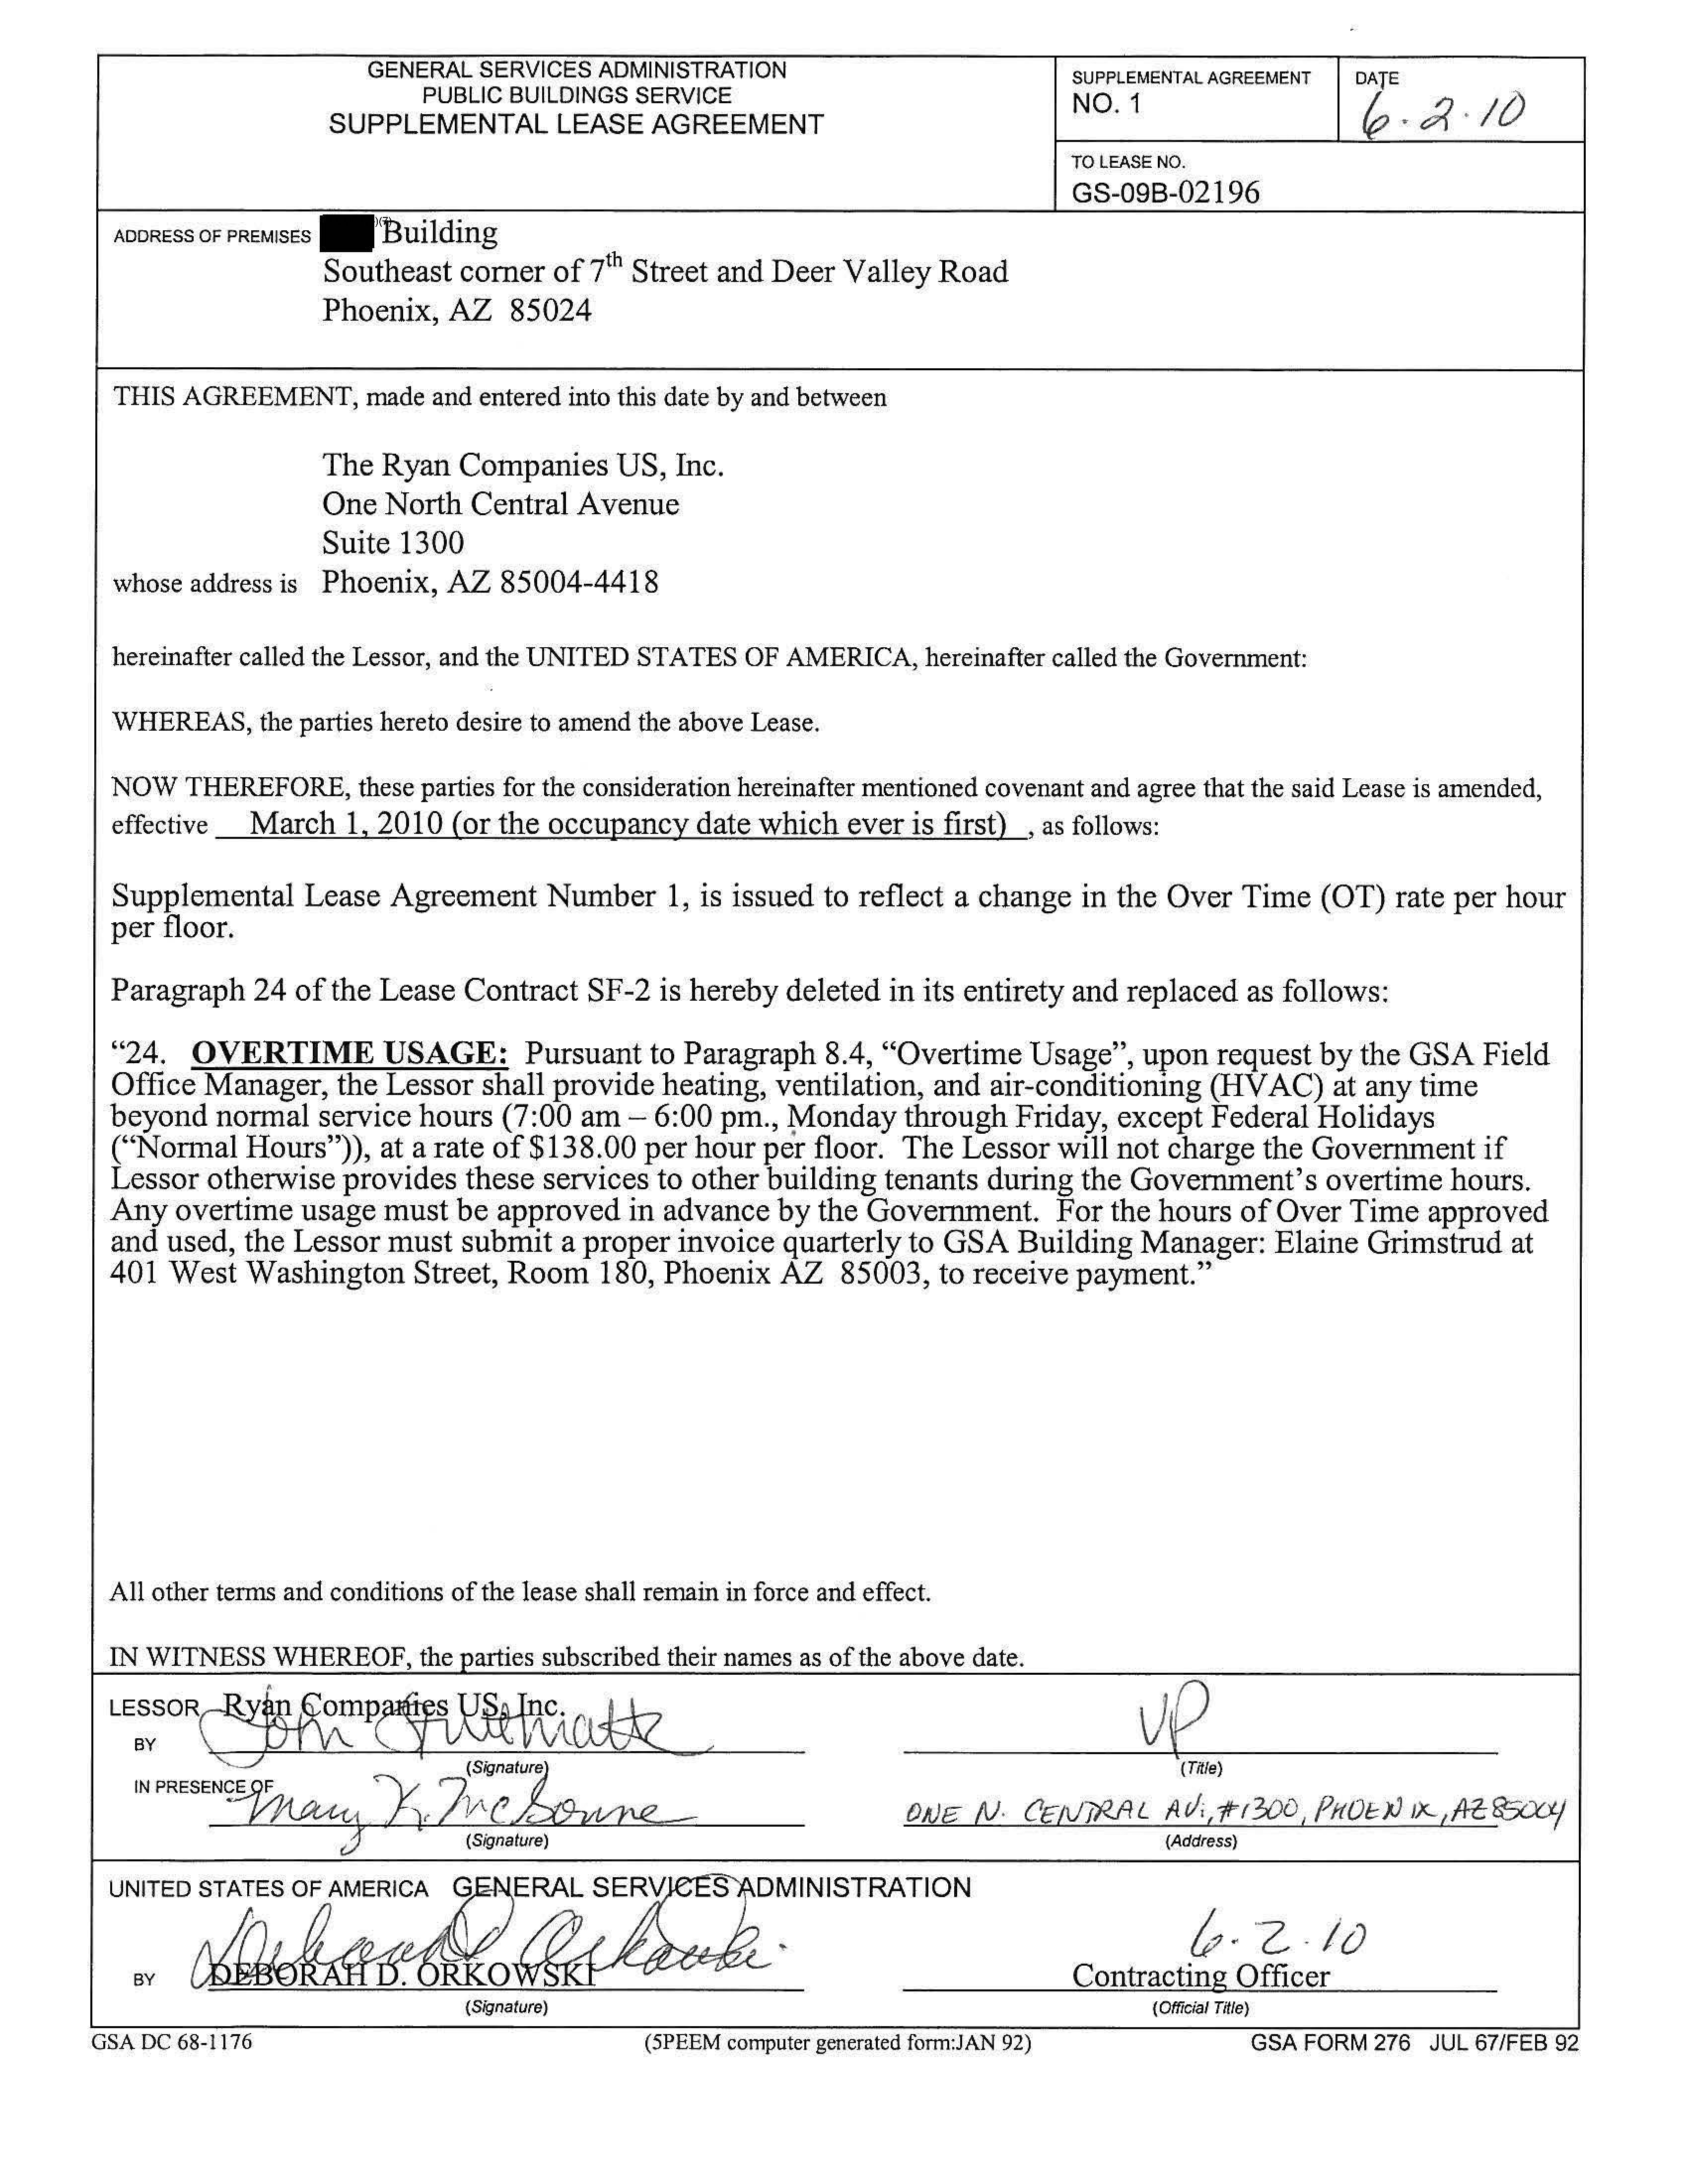 GENERAL SERVICES ADMINISTRATION
PUBLIC BUILDINGS SERVICE
SUPPLEMENTAL LEASE AGREEMENT
SUPPLEMENTAL AGREEMENT
NO. 1
DATE
6.2.10
TO LEASE NO.
GS-09B-02196
ADDRESS OF PREMISES Building
Southeast corner of 7th Street and Deer Valley Road
Phoenix, AZ 85024
THIS AGREEMENT, made and entered into this date by and between
The Ryan Companies US, Inc.
One North Central Avenue
Suite 1300
whose address is Phoenix, AZ 85004-4418
hereinafter called the Lessor, and the UNITED STATES OF AMERICA, hereinafter called the Government:
WHEREAS, the parties hereto desire to amend the above Lease.
NOW THEREFORE, these parties for the consideration hereinafter mentioned covenant and agree that the said Lease is amended,
effective March 1, 2010 (or the occupancy date which ever is first) , as follows:
Supplemental Lease Agreement Number 1, is issued to reflect a change in the Over Time (OT) rate per hour
per floor.
Paragraph 24 of the Lease Contract SF-2 is hereby deleted in its entirety and replaced as follows:
“24. OVERTIME USAGE: Pursuant to Paragraph 8.4, “Overtime Usage”, upon request by the GSA Field
Office Manager, the Lessor shall provide heating, ventilation, and air-conditioning (HVAC) at any time
beyond normal service hours (7:00 am – 6:00 pm., Monday through Friday, except Federal Holidays
(“Normal Hours”)), at a rate of $138.00 per hour per floor. The Lessor will not charge the Government if
Lessor otherwise provides these services to other building tenants during the Government’s overtime hours.
Any overtime usage must be approved in advance by the Government. For the hours of Over Time approved
and used, the Lessor must submit a proper invoice quarterly to GSA Building Manager: Elaine Grimstrud at
401 West Washington Street, Room 180, Phoenix AZ 85003, to receive payment.”
All other terms and conditions of the lease shall remain in force and effect.
IN WITNESS WHEREOF, the parties subscribed their names as of the above date.
LESSOR Ryan Companies US, Inc.
BY John
VP
(Signature)
(Title)
IN PRESENCE OF Mary K.
ONE N. CENTRAL AV., #1300, PHOENIX, AZ 85004
(Signature)
(Address)
UNITED STATES OF AMERICA GENERAL SERVICES ADMINISTRATION
Deborah D Orkowski
6.2.10
BY DEBORAH D. ORKOWSKI
Contracting Officer
(Signature)
(Official Title)
GSA DC 68-1176
(5PEEM computer generated form:JAN 92)
GSA FORM 276 JUL 67/FEB 92